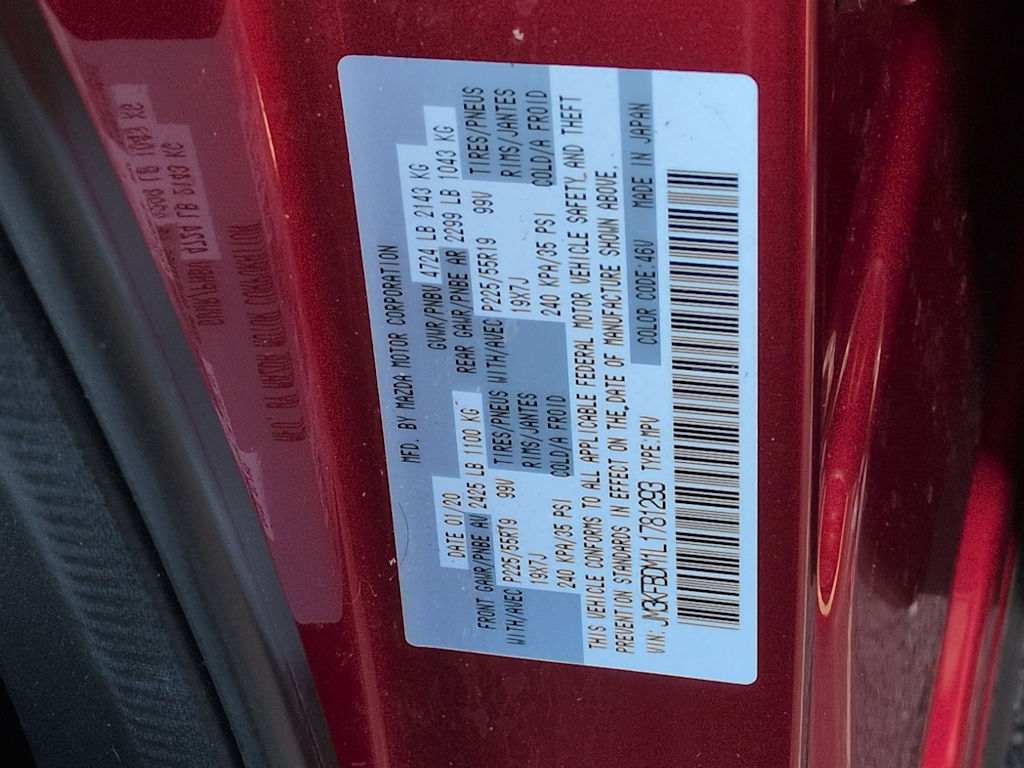 MFD. BY MAZDA MOTOR CORPORATION
DATE 01/20 GVWR/PNBV 4724 LB 2143 KG
FRONT GAWR/PNBE AV 2425 LB 1100 KG REAR GAWR/PNBE AR 2299 LB 1043 KG
WITH/AVEC P225/55R19 99V TIRES/PNEUS WITH/AVEC P225/55R19 99V TIRES/PNEUS
19X7J RIMS/JANTES 19X7J RIMS/JANTES
240 KPA/35 PSI COLD/A FROID 240 KPA/35 PSI COLD/A FROID
THIS VEHICLE CONFORMS TO ALL APPLICABLE FEDERAL MOTOR VEHICLE SAFETY, AND THEFT
PREVENTION STANDARDS IN EFFECT ON THE DATE OF MANUFACTURE SHOWN ABOVE.
VIN: JM3KFBDM1L1781293 TYPE:MPV COLOR CODE:46V MADE IN JAPAN